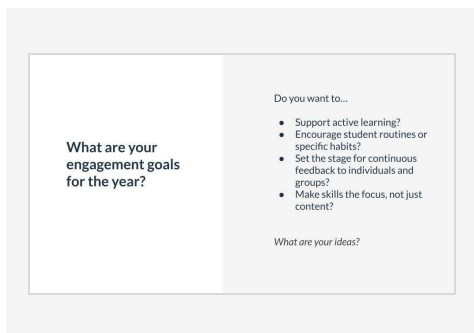 What are your
engagement goals
for the year?
Do you want to...
● Support active learning?
● Encourage student routines or
specific habits?
● Set the stage for continuous
feedback to individuals and
groups?
● Make skills the focus, not just
content?
What are your ideas?